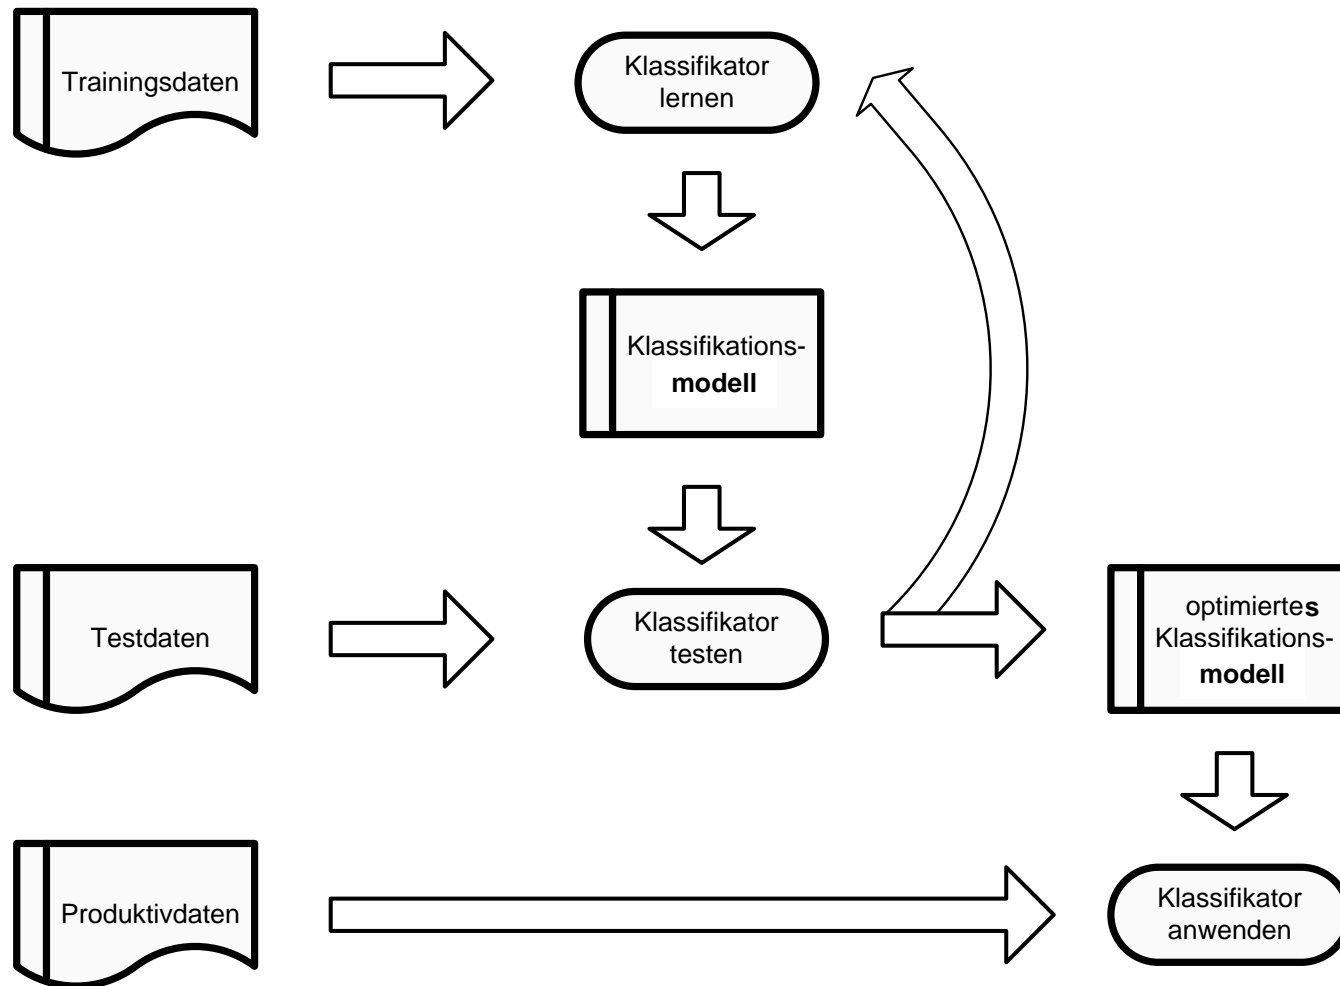 Trainingsdaten
Klassifikator
lernen
Klassifikations-
modell
Testdaten
Klassifikator
testen
optimiertes
Klassifikations-
modell
Produktivdaten
Klassifikator
anwenden